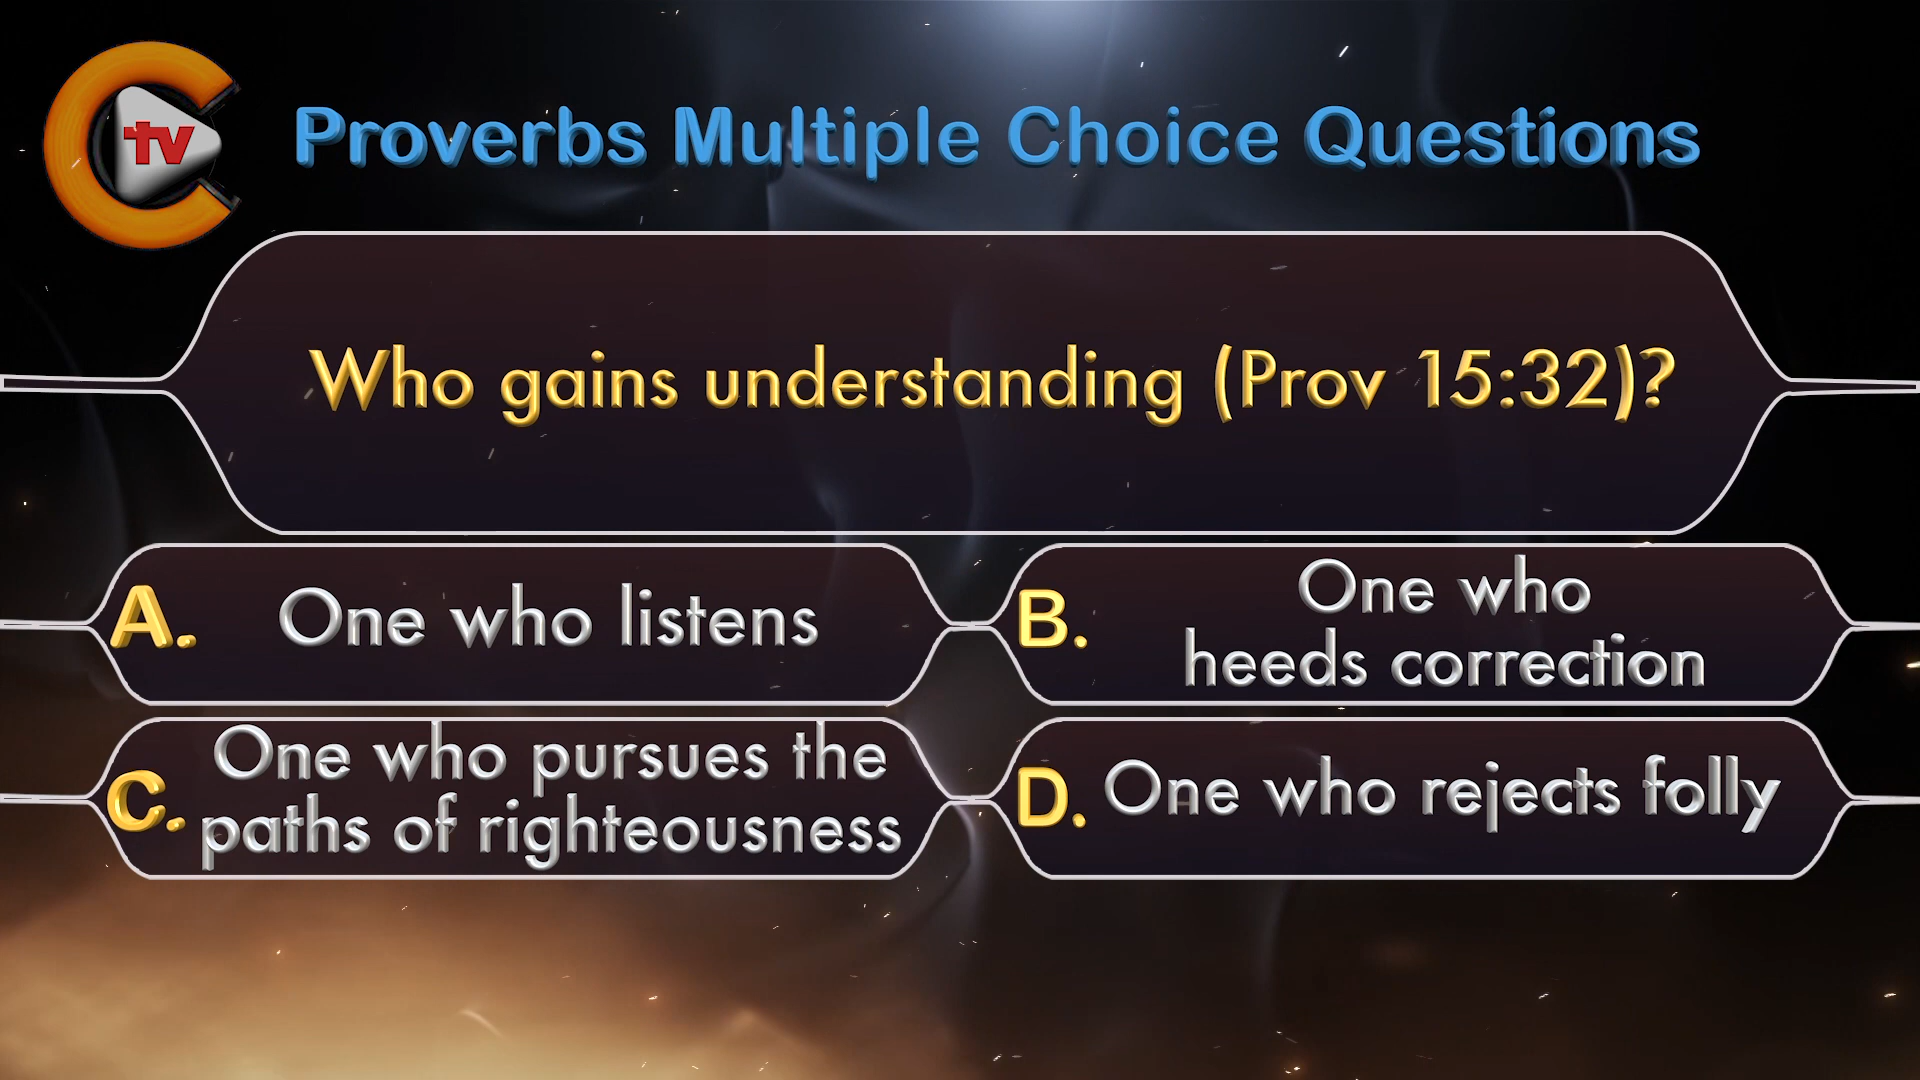 tv
Proverbs Multiple Choice Questions
Who gains understanding (Prov 15:32)?
A. One who listens
B. One who
heeds correction
C. One who pursues the
paths of righteousness
D. One who rejects folly